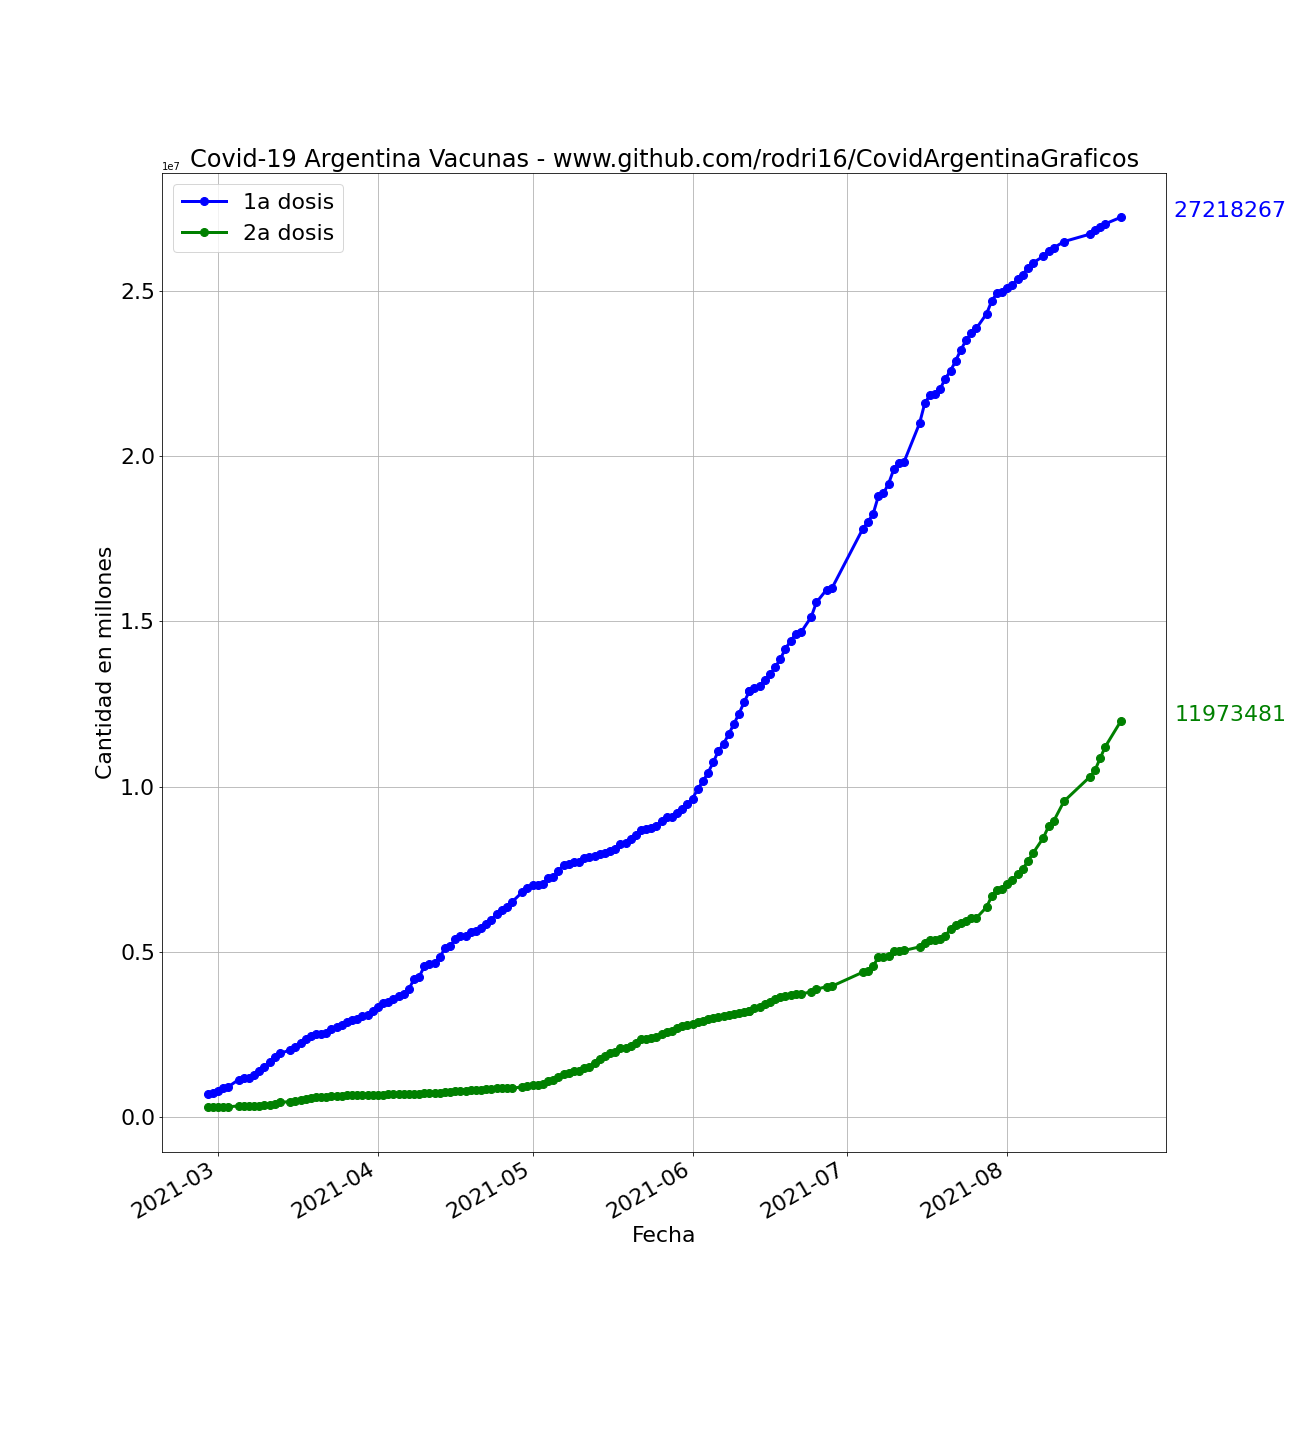 Covid-19 Argentina Vacunas - www.github.com/rodri16/CovidArgentinaGraficos
1e7
1a dosis
2a dosis
27218267
11973481
2.5
2.0
1.5
1.0
0.5
0.0
Cantidad en millones
2021-03
2021-04
2021-05
2021-06
2021-07
2021-08
Fecha